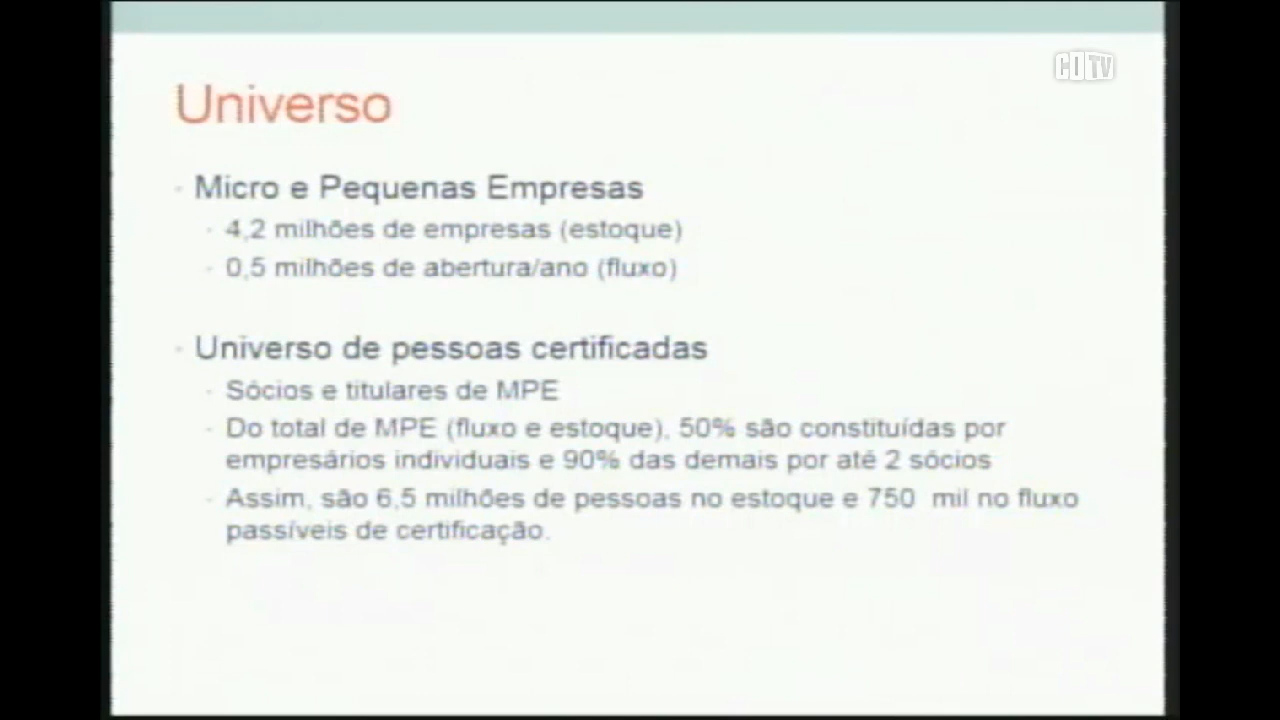 CDTV
Universo
Micro e Pequenas Empresas
4,2 milhões de empresas (estoque)
0,5 milhões de abertura/ano (fluxo)
Universo de pessoas certificadas
Sócios e titulares de MPE
Do total de MPE (fluxo e estoque), 50% são constituídas por
empresários individuais e 90% das demais por até 2 sócios
Assim, são 6,5 milhões de pessoas no estoque e 750 mil no fluxo
passíveis de certificação.